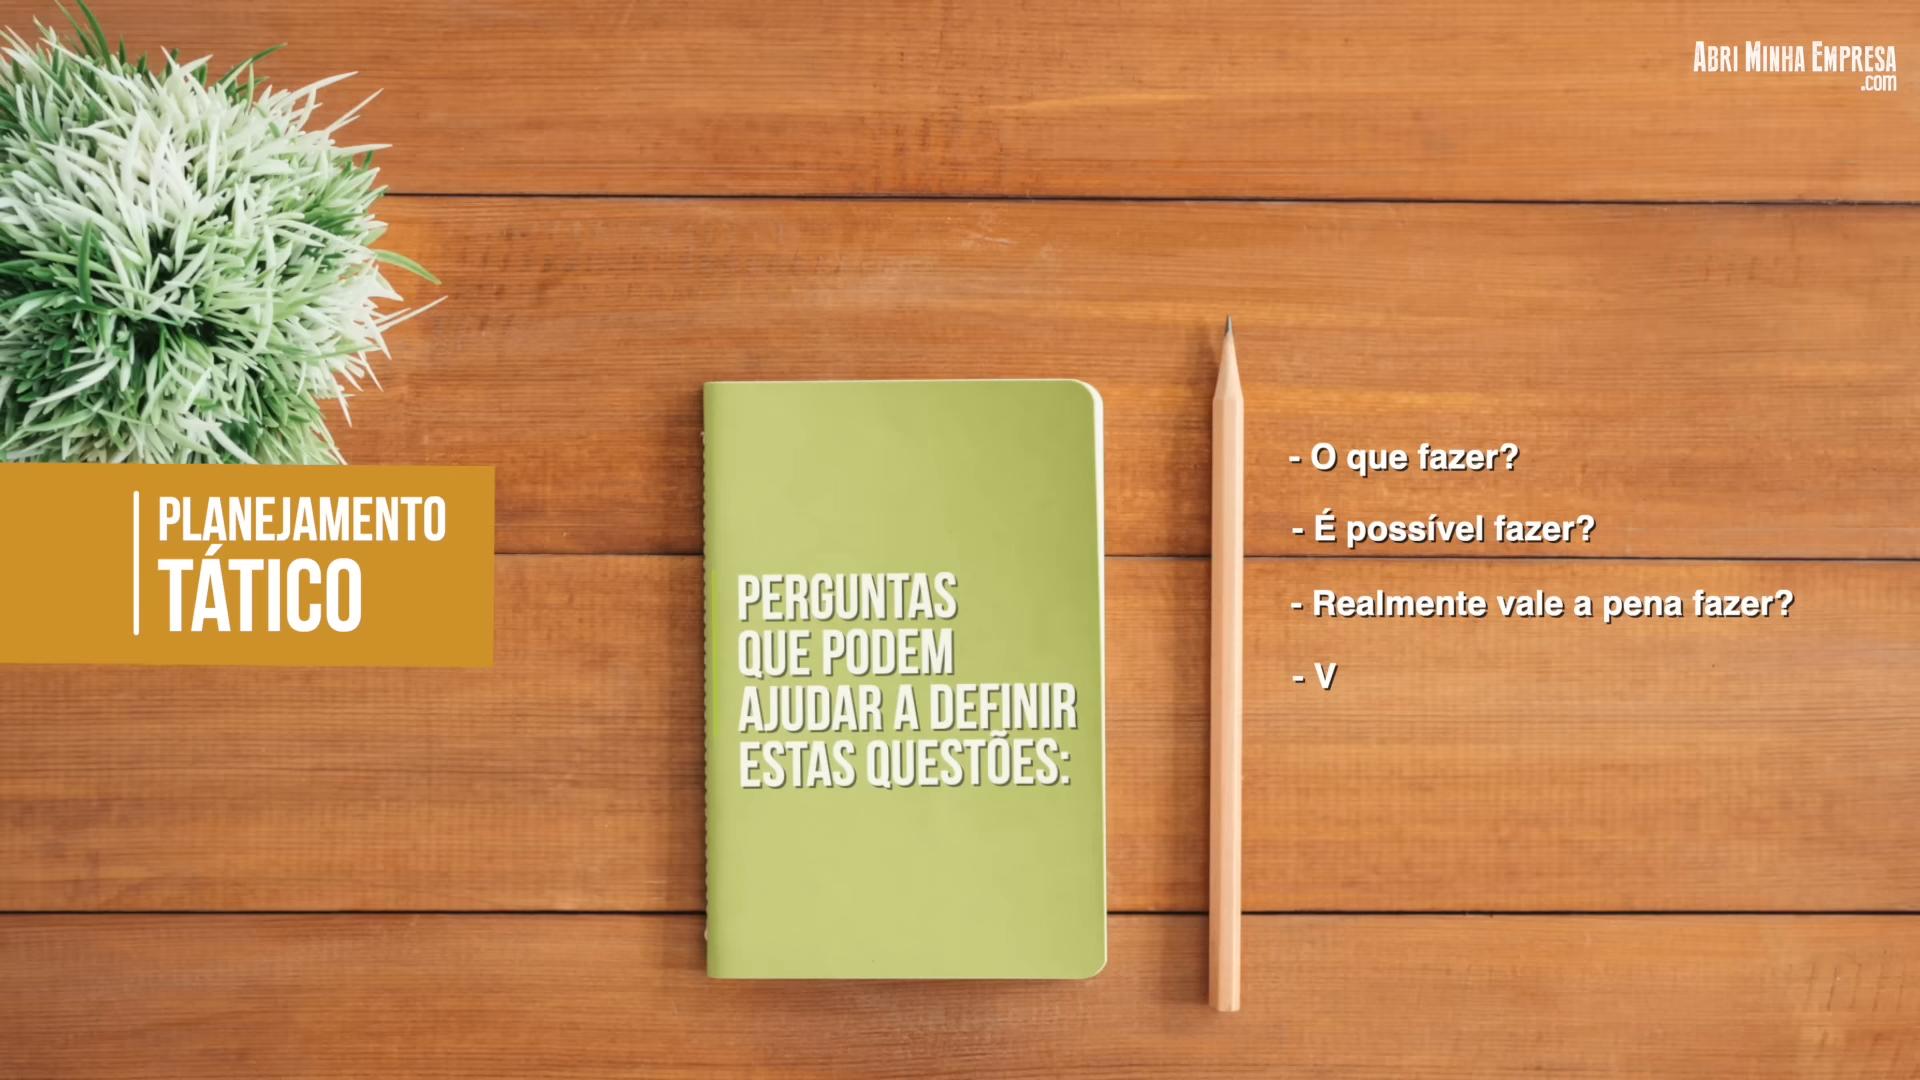 ABRI MINHA EMPRESA
.COM
PLANEJAMENTO
TÁTICO
PERGUNTAS
QUE PODEM
AJUDAR A DEFINIR
ESTAS QUESTÕES:
- O que fazer?
- É possível fazer?
- Realmente vale a pena fazer?
- V